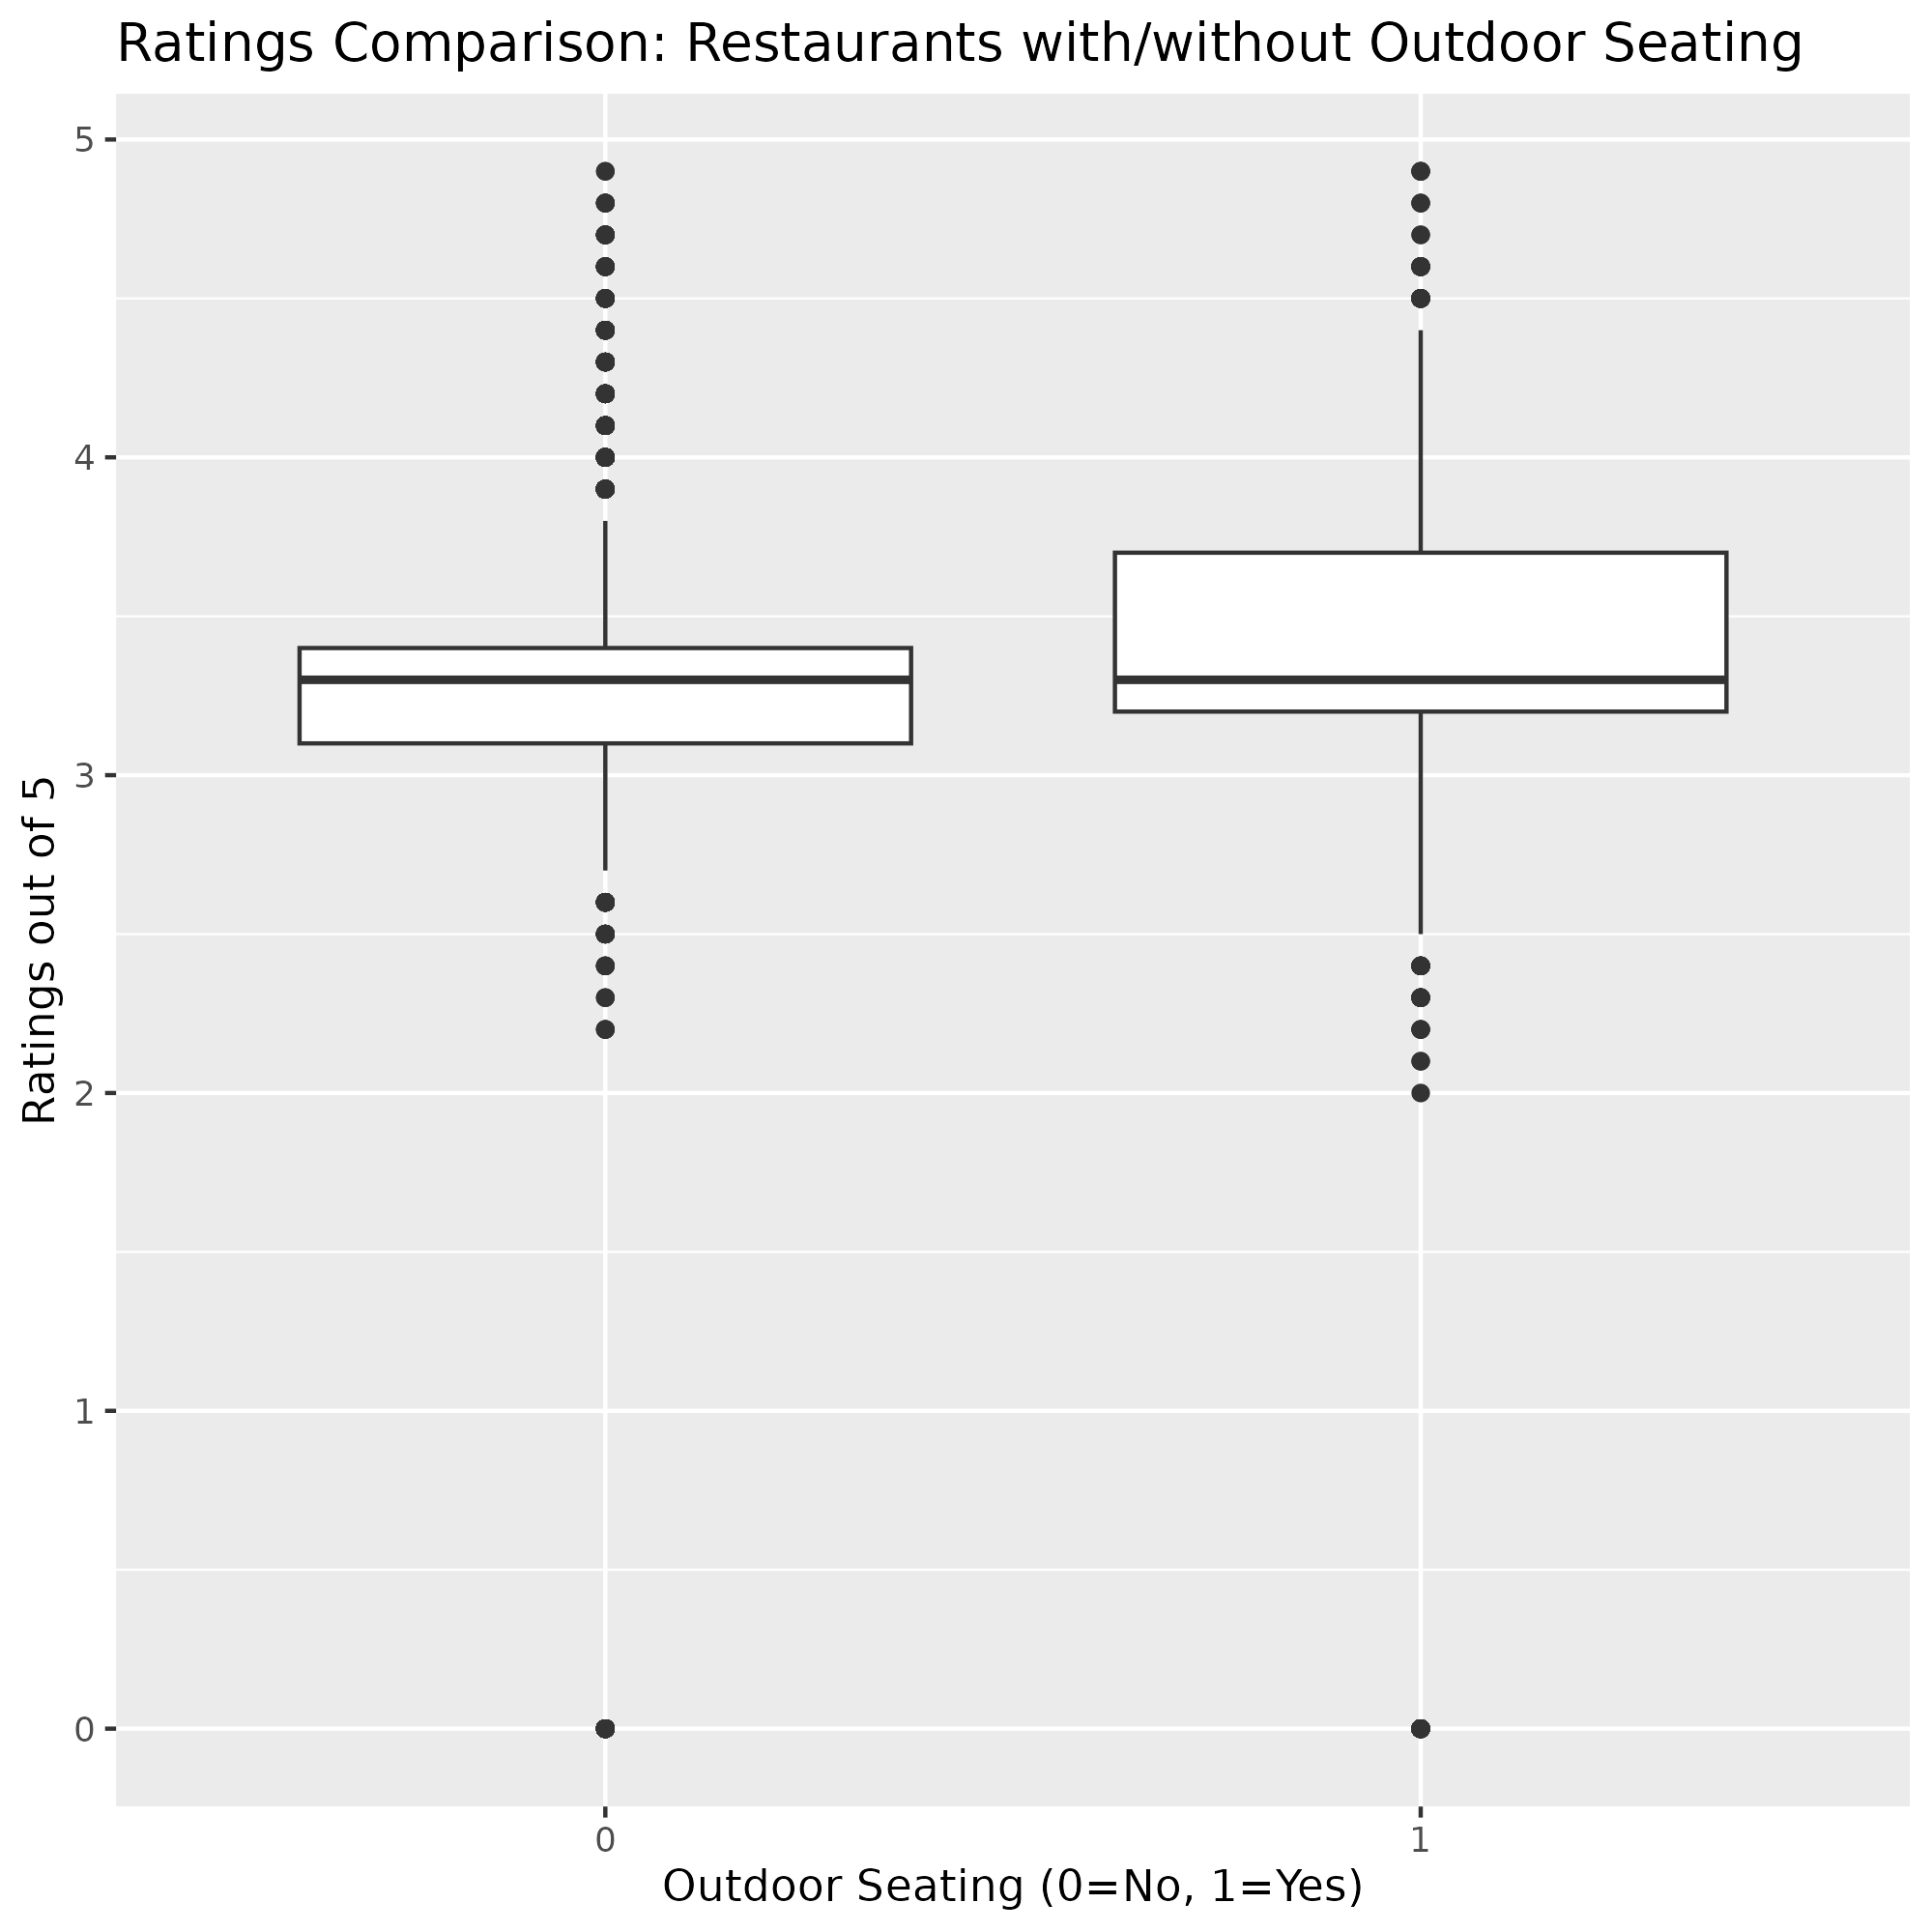 Ratings Comparison: Restaurants with/without Outdoor Seating
Ratings out of 5
5
4
3
2
1
0
0 1
Outdoor Seating (0=No, 1=Yes)